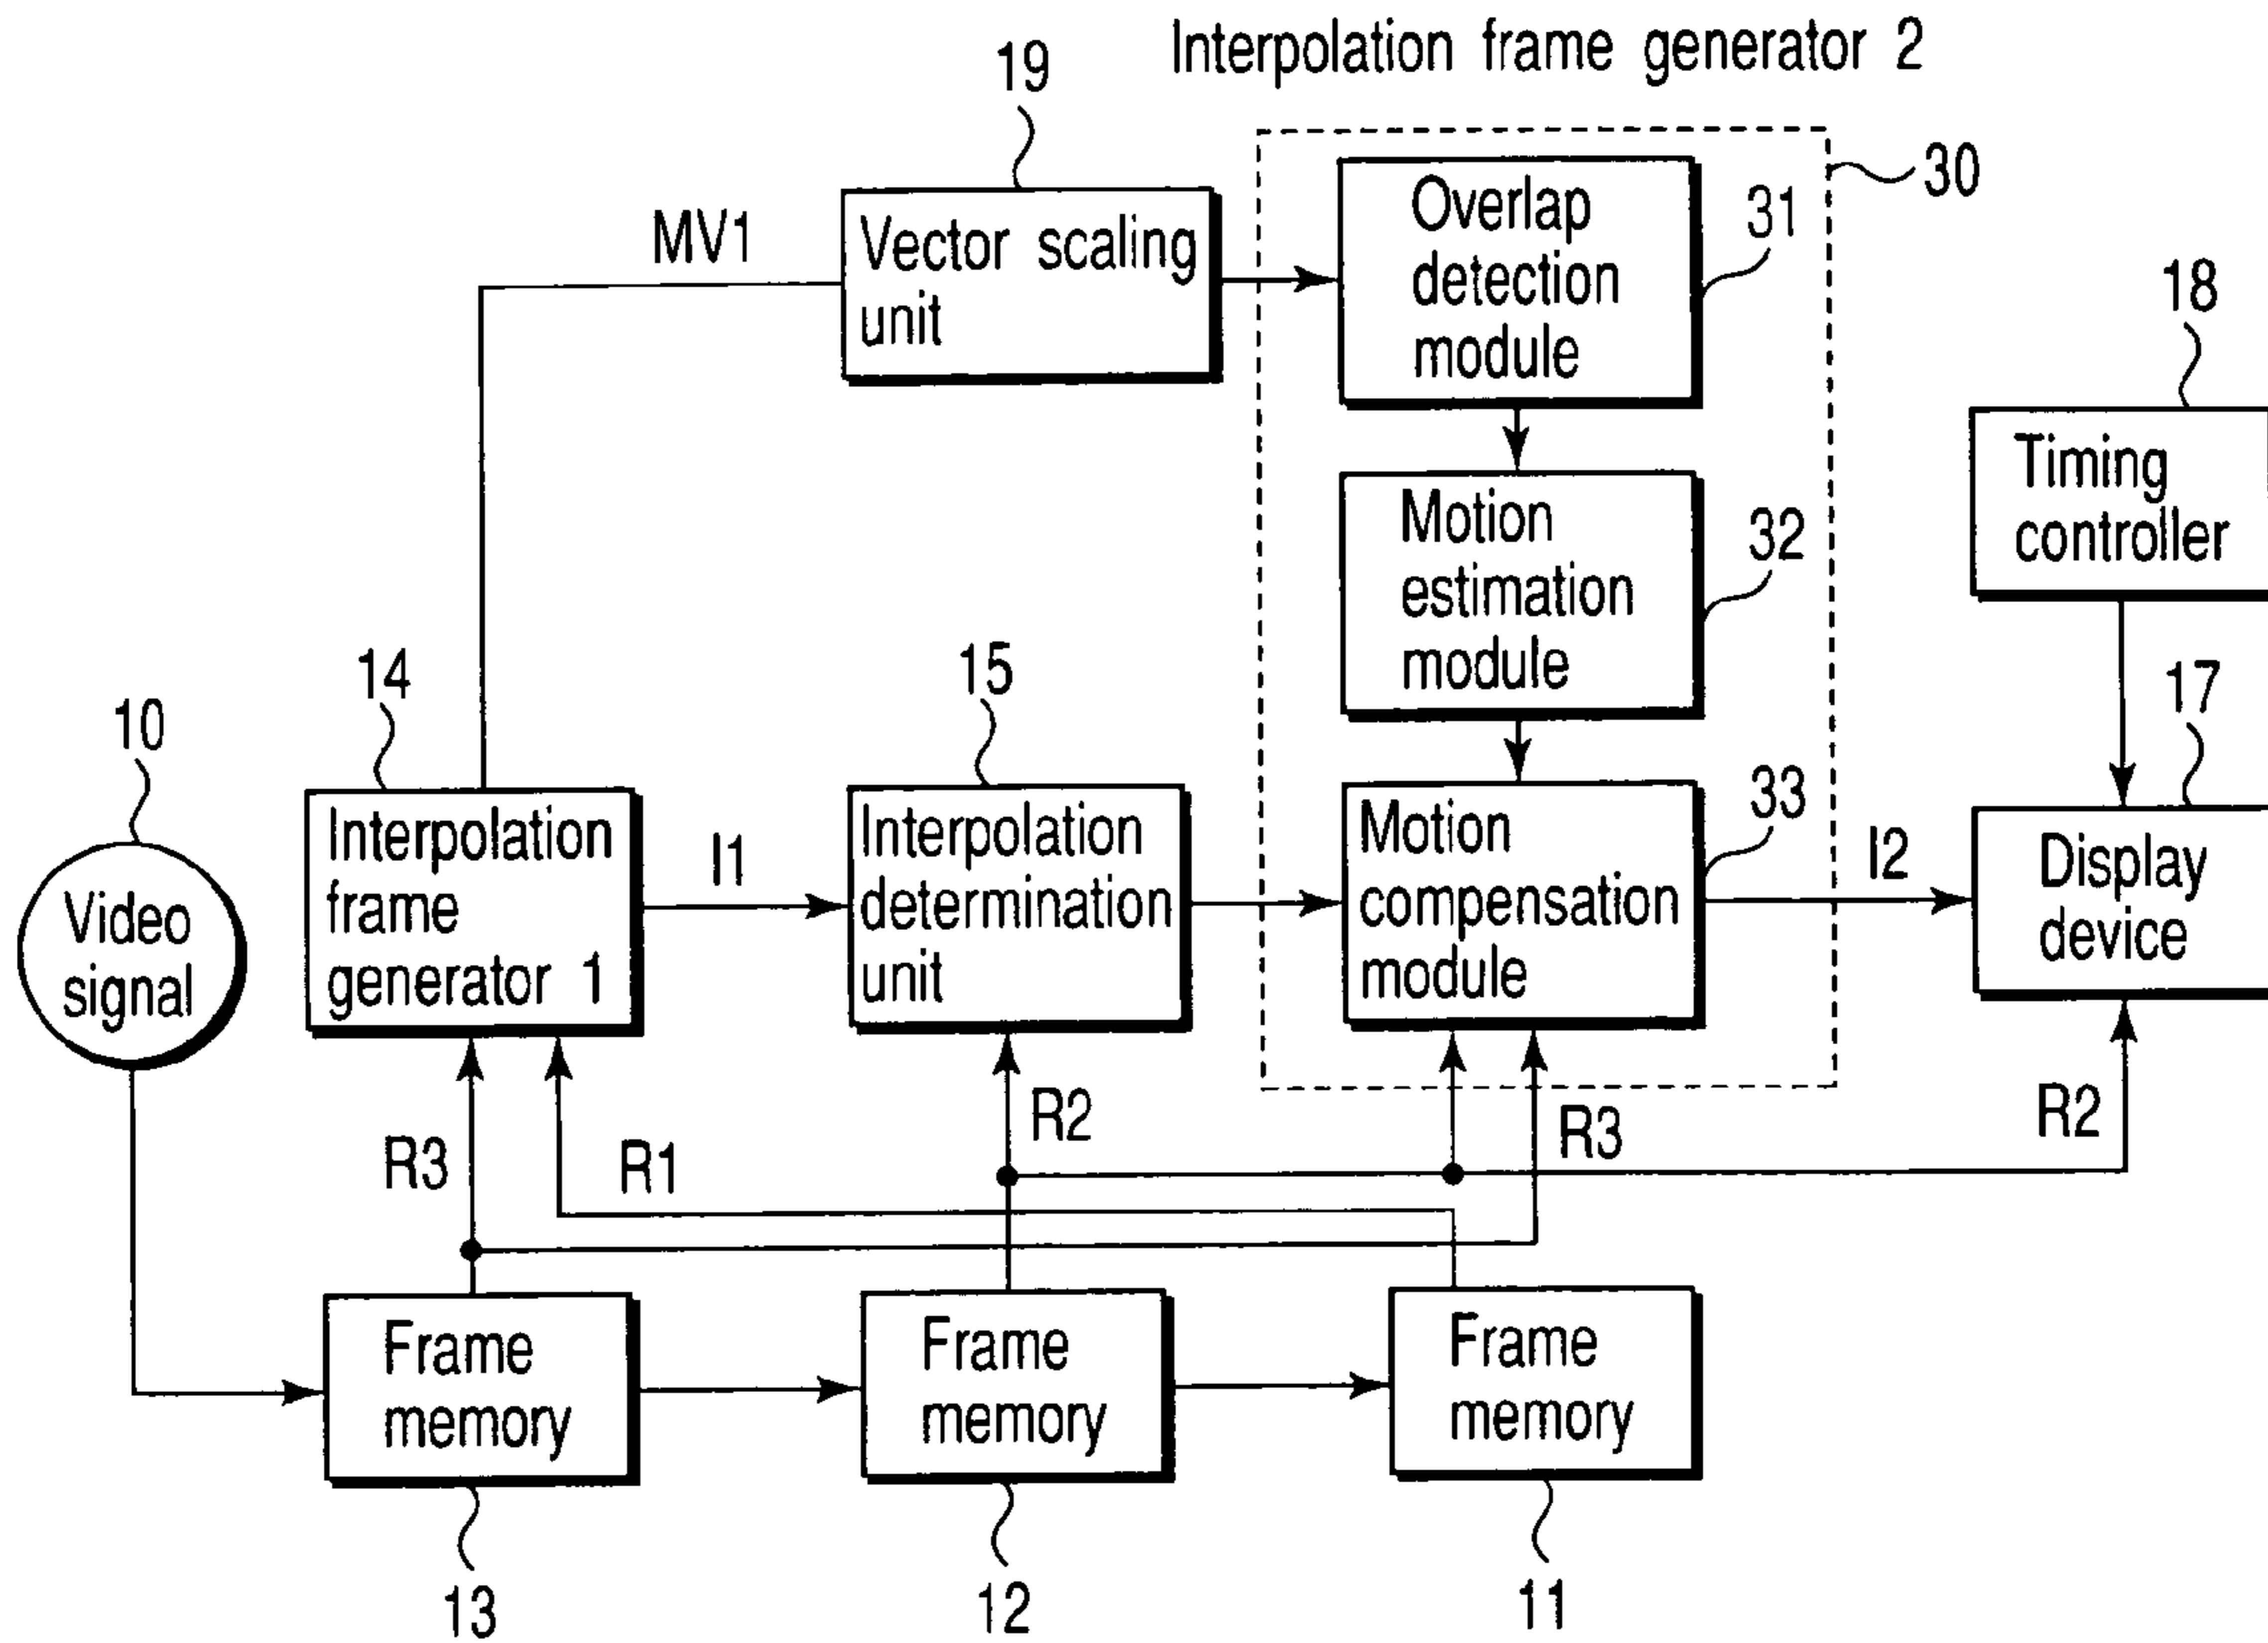 Interpolation frame generator 2
19
30
MV1
Vector scaling
unit
Overlap
detection
module
31
18
Timing
controller
Motion
estimation
module
32
14
15
10
17
Video
signal
Interpolation
frame
generator 1
I1
Interpolation
determination
unit
Motion
compensation
module
33
I2
Display
device
R3
R1
R2
R3
R2
Frame
memory
Frame
memory
Frame
memory
13
12
11